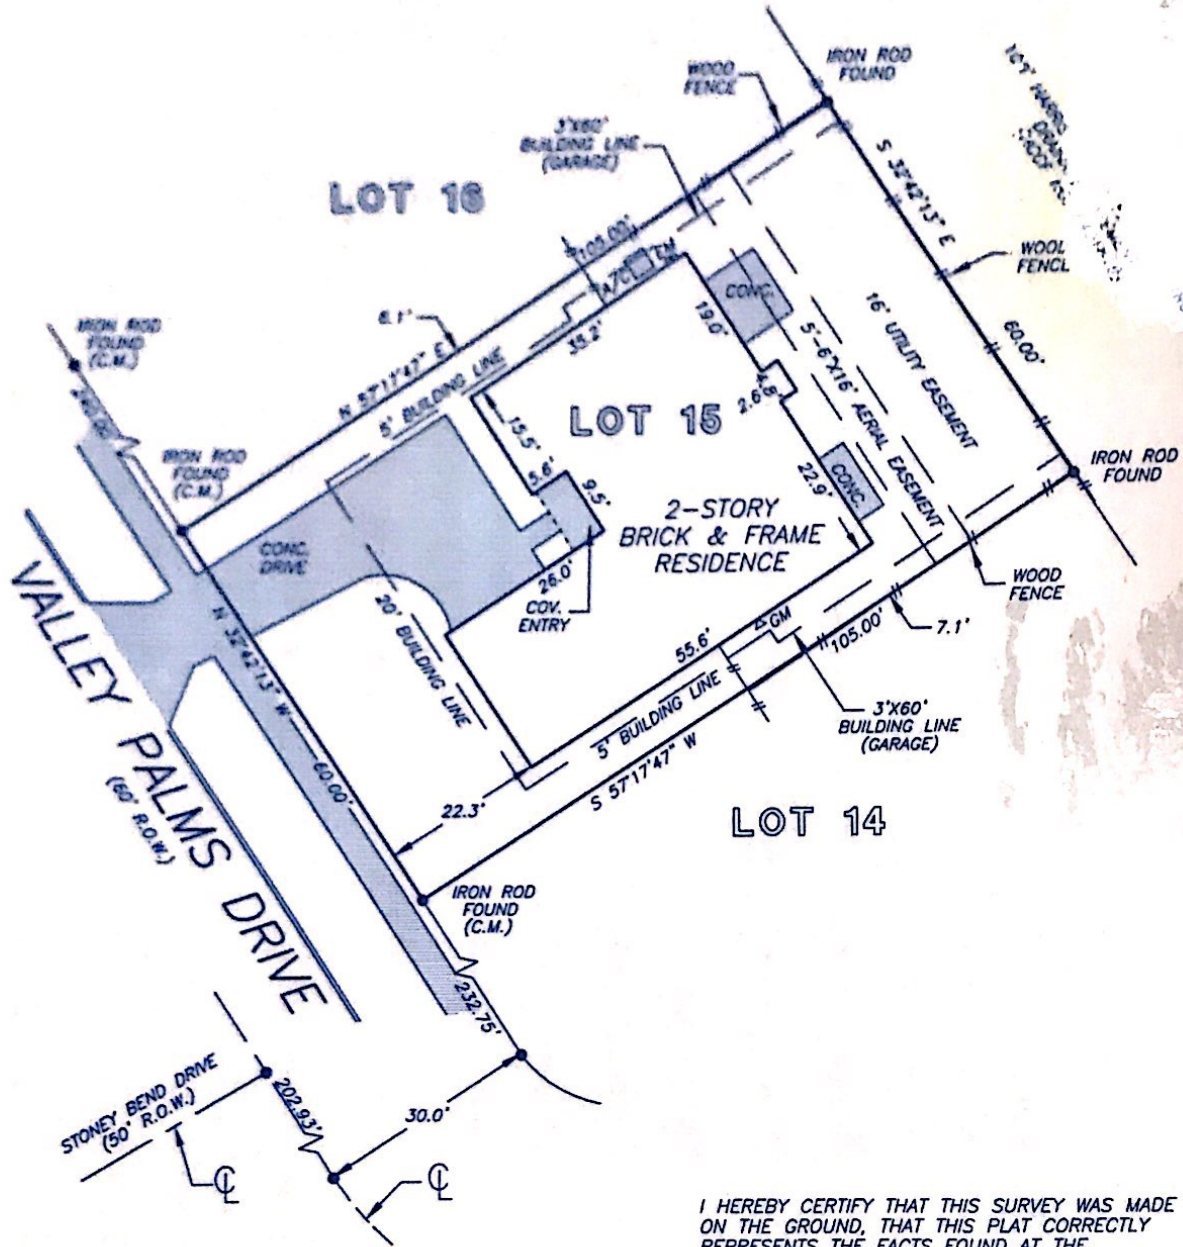 IRON ROD
FOUND
WOOD
FENCE
3'X60'
BUILDING LINE
(GARAGE)
LOT 16
S 32°42'13" E
105.00'
A/C
EM
CONC.
16' UTILITY EASEMENT
60.00'
6.1'
IRON ROD
FOUND
(C.M.)
N 57°17'47" E
5' BUILDING LINE
19.0'
5'-6"X16' AERIAL EASEMENT
LOT 15
2.6'
15.5'
5.6'
9.5'
IRON ROD
FOUND
(C.M.)
CONC.
22.9'
IRON ROD
FOUND
2-STORY
BRICK & FRAME
RESIDENCE
CONC.
DRIVE
26.0'
COV.
ENTRY
WOOD
FENCE
20' BUILDING LINE
GM
55.6'
105.00'
7.1'
VALLEY PALMS DRIVE
(60' R.O.W.)
N 32°42'13" W
60.00'
5' BUILDING LINE
3'X60'
BUILDING LINE
(GARAGE)
S 57°17'47" W
22.3'
LOT 14
IRON ROD
FOUND
(C.M.)
232.75'
STONEY BEND DRIVE
(50' R.O.W.)
202.93'
30.0'
I HEREBY CERTIFY THAT THIS SURVEY WAS MADE
ON THE GROUND, THAT THIS PLAT CORRECTLY
REPRESENTS THE FACTS FOUND AT THE